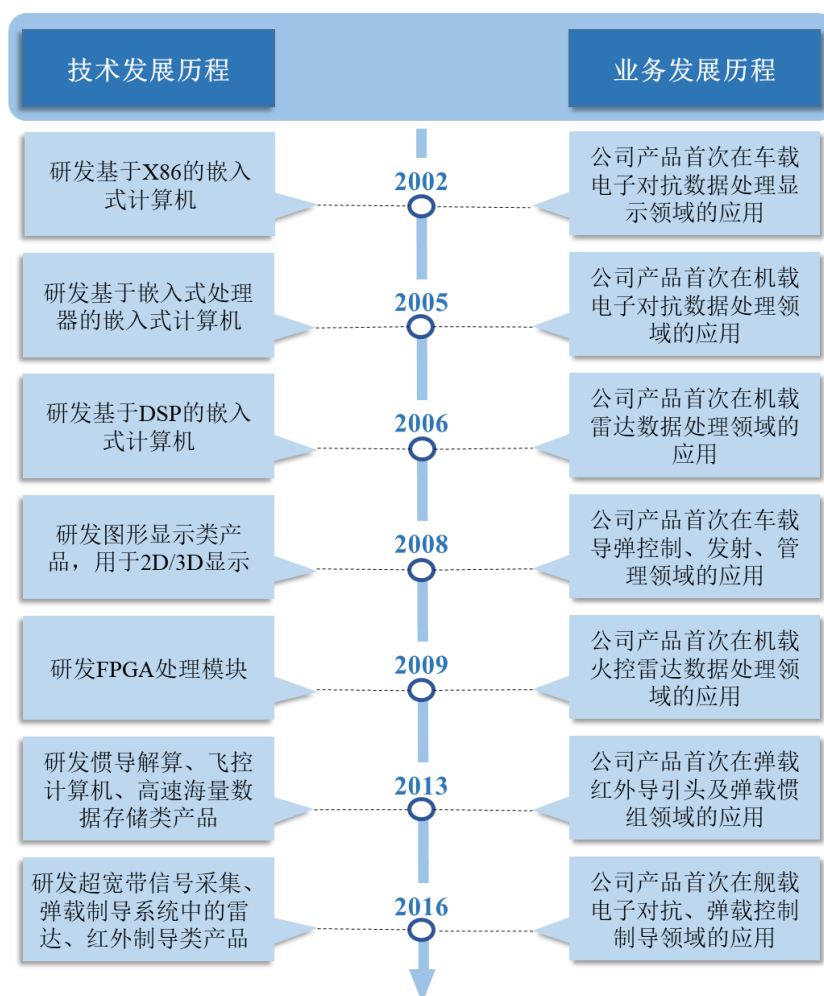 技术发展历程
业务发展历程
研发基于X86的嵌入
式计算机
2002
公司产品首次在车载
电子对抗数据处理显
示领域的应用
研发基于嵌入式处理
器的嵌入式计算机
2005
公司产品首次在机载
电子对抗数据处理领
域的应用
研发基于DSP的嵌入
式计算机
2006
公司产品首次在机载
雷达数据处理领域的
应用
研发图形显示类产
品，用于2D/3D显示
2008
公司产品首次在车载
导弹控制、发射、管
理领域的应用
研发FPGA处理模块
2009
公司产品首次在机载
火控雷达数据处理领
域的应用
研发惯导解算、飞控
计算机、高速海量数
据存储类产品
2013
公司产品首次在弹载
红外导引头及弹载惯
组领域的应用
研发超宽带信号采集、
弹载制导系统中的雷
达、红外制导类产品
2016
公司产品首次在舰载
电子对抗、弹载控制
制导领域的应用